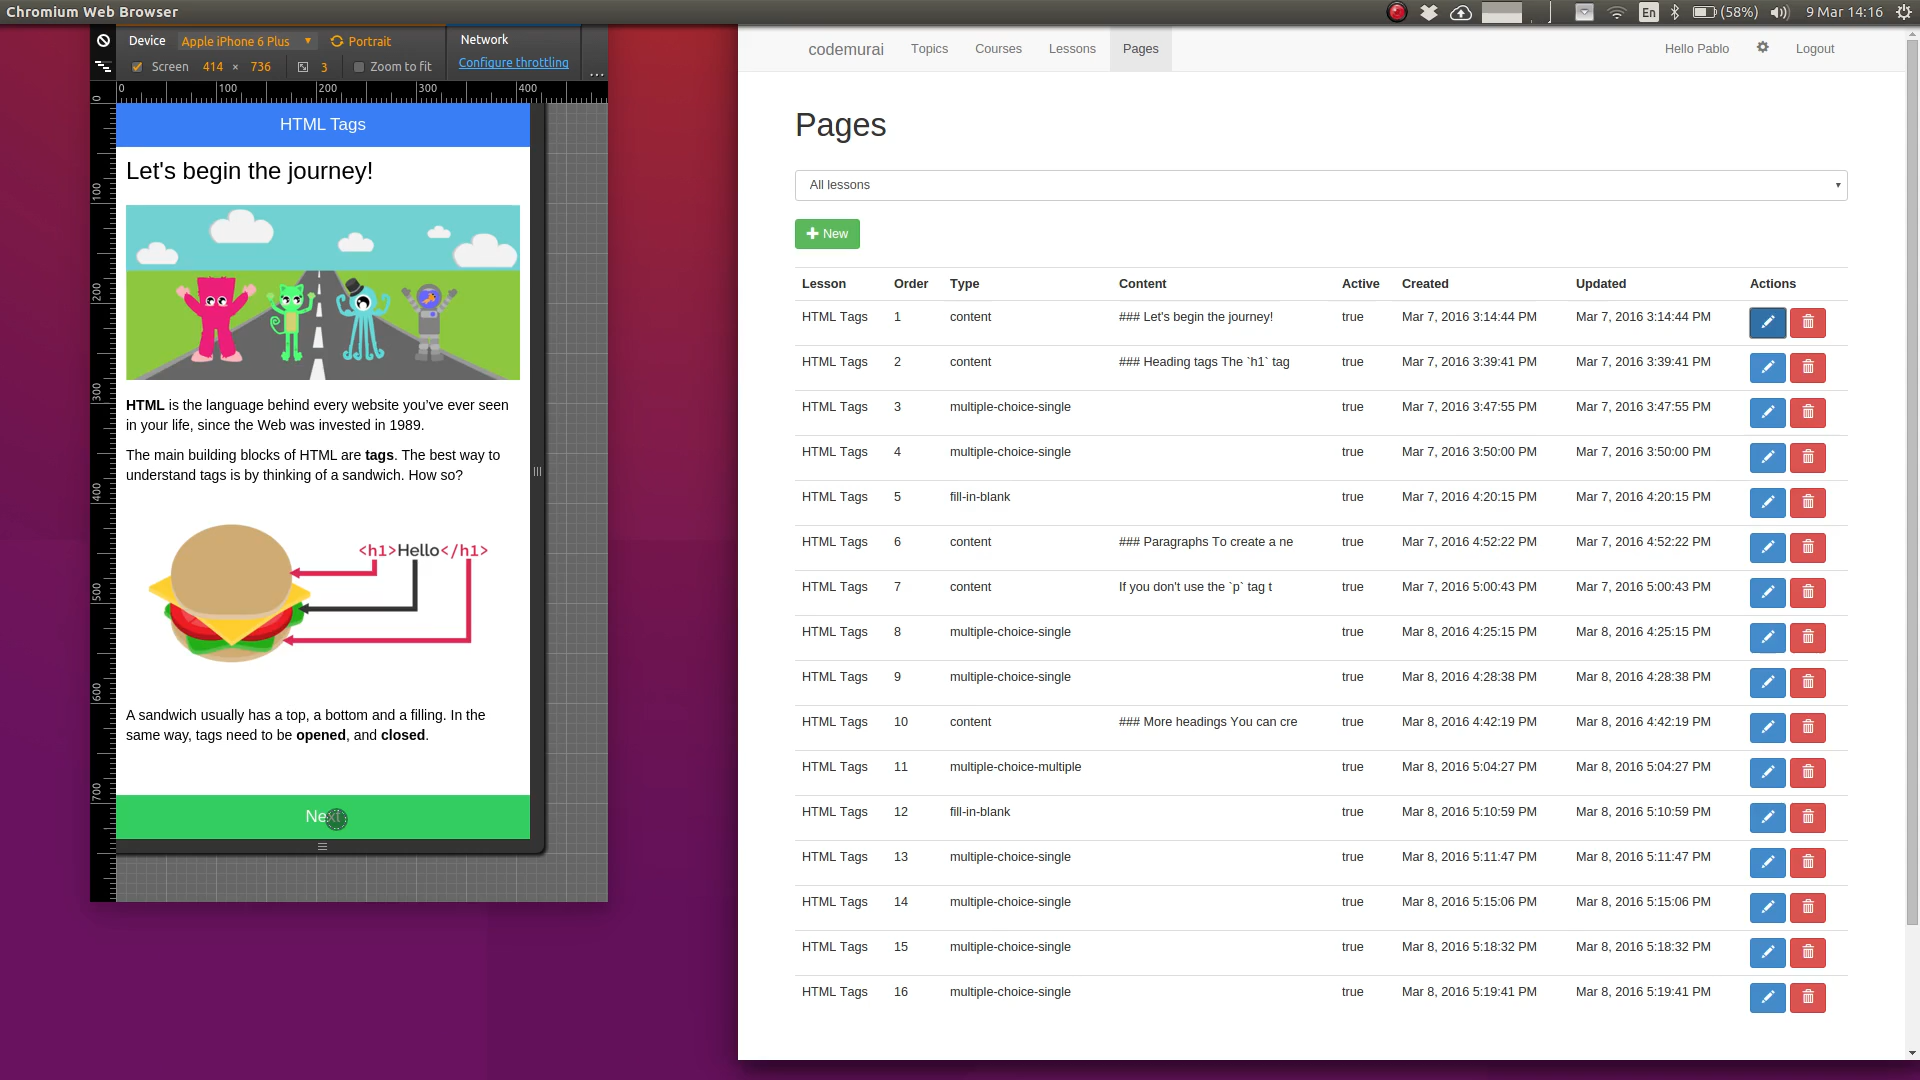 Chromium Web Browser
En
(58%)
9 Mar 14:16
Device Apple iPhone 6 Plus ▼ Portrait
Network
Screen 414 × 736 3 Zoom to fit
Configure throttling
...
0 100 200 300 400
0
100
200
300
400
500
600
700
HTML Tags
Let's begin the journey!
HTML is the language behind every website you’ve ever seen
in your life, since the Web was invested in 1989.
The main building blocks of HTML are tags. The best way to
understand tags is by thinking of a sandwich. How so?
<h1>Hello</h1>
A sandwich usually has a top, a bottom and a filling. In the
same way, tags need to be opened, and closed.
Next
codemurai Topics Courses Lessons Pages Hello Pablo Logout
Pages
All lessons
New
Lesson Order Type Content Active Created Updated Actions
HTML Tags 1 content ### Let's begin the journey! true Mar 7, 2016 3:14:44 PM Mar 7, 2016 3:14:44 PM
HTML Tags 2 content ### Heading tags The `h1` tag true Mar 7, 2016 3:39:41 PM Mar 7, 2016 3:39:41 PM
HTML Tags 3 multiple-choice-single true Mar 7, 2016 3:47:55 PM Mar 7, 2016 3:47:55 PM
HTML Tags 4 multiple-choice-single true Mar 7, 2016 3:50:00 PM Mar 7, 2016 3:50:00 PM
HTML Tags 5 fill-in-blank true Mar 7, 2016 4:20:15 PM Mar 7, 2016 4:20:15 PM
HTML Tags 6 content ### Paragraphs To create a ne true Mar 7, 2016 4:52:22 PM Mar 7, 2016 4:52:22 PM
HTML Tags 7 content If you don't use the `p` tag t true Mar 7, 2016 5:00:43 PM Mar 7, 2016 5:00:43 PM
HTML Tags 8 multiple-choice-single true Mar 8, 2016 4:25:15 PM Mar 8, 2016 4:25:15 PM
HTML Tags 9 multiple-choice-single true Mar 8, 2016 4:28:38 PM Mar 8, 2016 4:28:38 PM
HTML Tags 10 content ### More headings You can cre true Mar 8, 2016 4:42:19 PM Mar 8, 2016 4:42:19 PM
HTML Tags 11 multiple-choice-multiple true Mar 8, 2016 5:04:27 PM Mar 8, 2016 5:04:27 PM
HTML Tags 12 fill-in-blank true Mar 8, 2016 5:10:59 PM Mar 8, 2016 5:10:59 PM
HTML Tags 13 multiple-choice-single true Mar 8, 2016 5:11:47 PM Mar 8, 2016 5:11:47 PM
HTML Tags 14 multiple-choice-single true Mar 8, 2016 5:15:06 PM Mar 8, 2016 5:15:06 PM
HTML Tags 15 multiple-choice-single true Mar 8, 2016 5:18:32 PM Mar 8, 2016 5:18:32 PM
HTML Tags 16 multiple-choice-single true Mar 8, 2016 5:19:41 PM Mar 8, 2016 5:19:41 PM